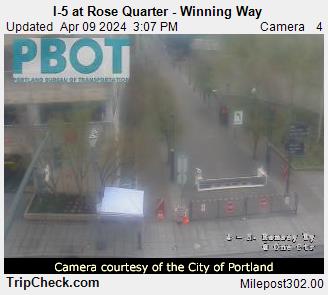 I-5 at Rose Quarter - Winning Way
Updated Apr 09 2024 3:07 PM Camera 4
PBOT
PORTLAND BUREAU OF TRANSPORTATION
Camera courtesy of the City of Portland
TripCheck.com Milepost302.00